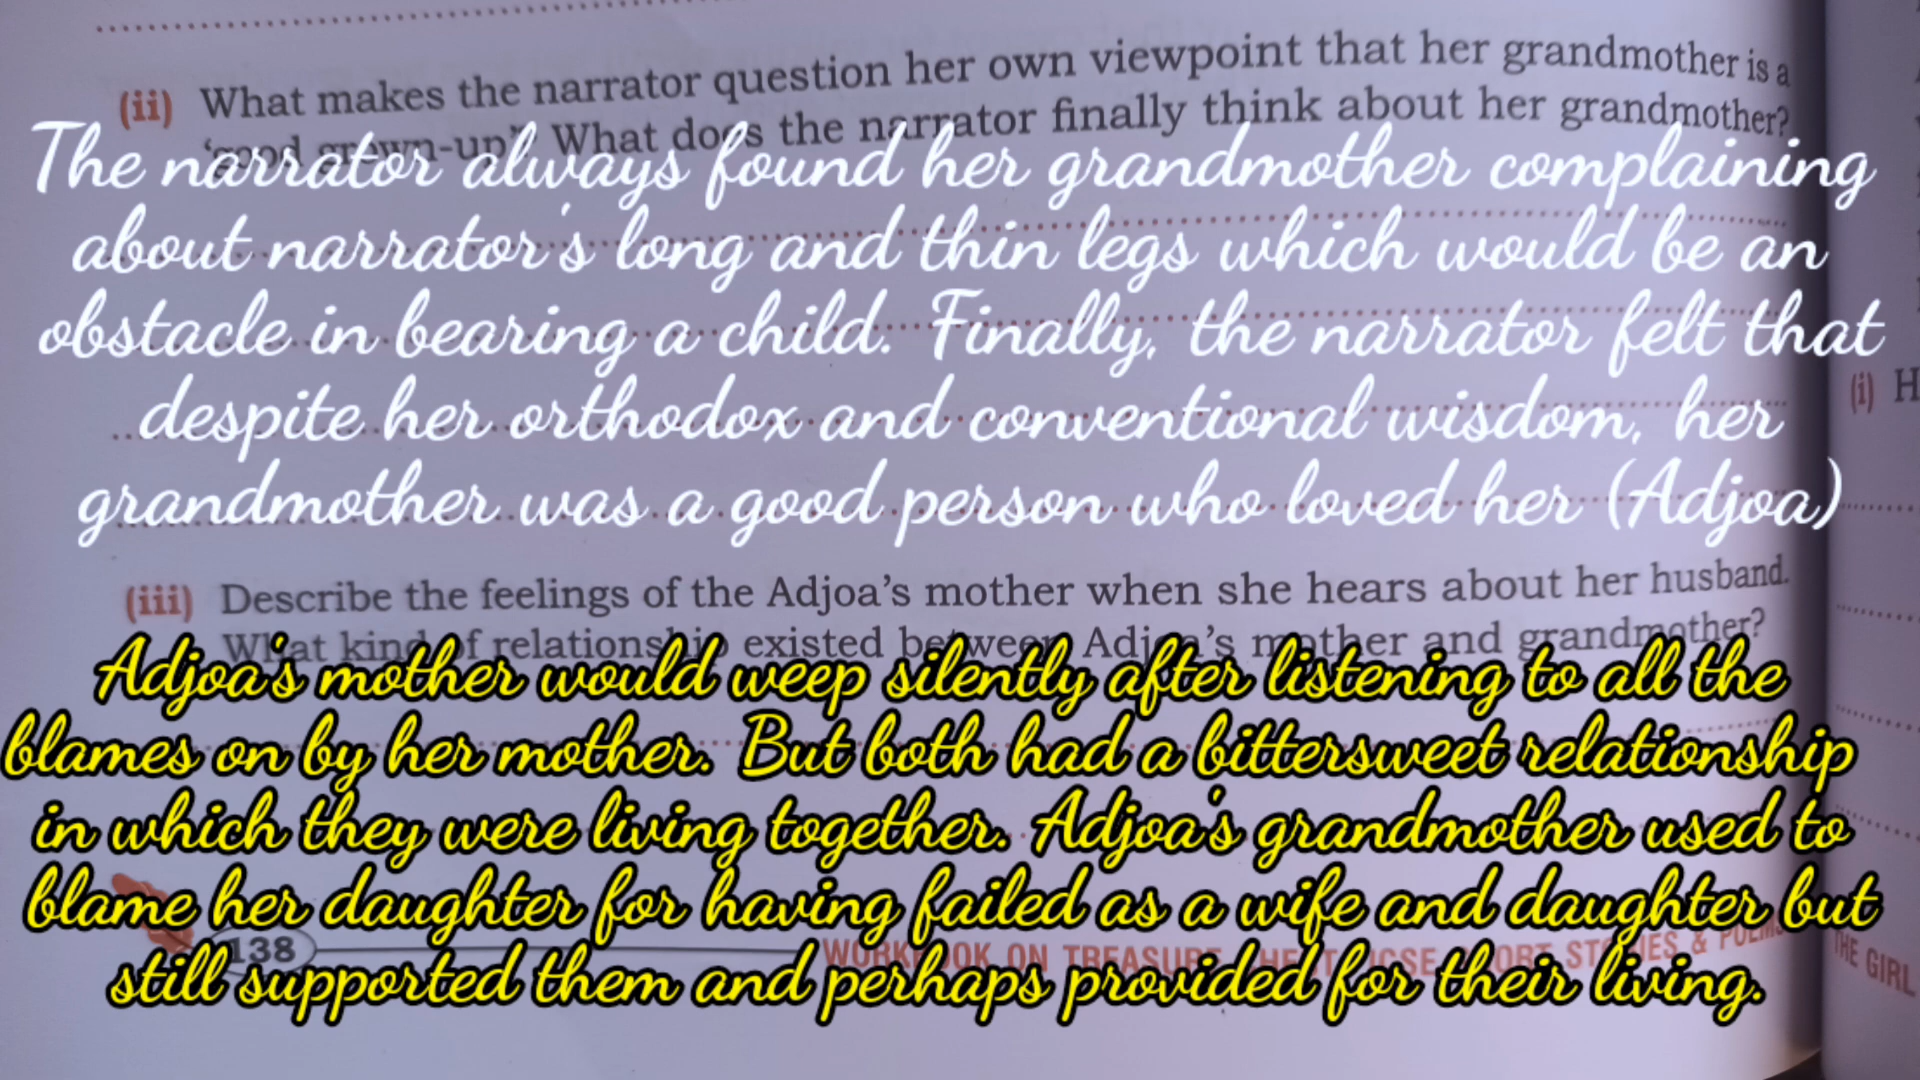 (ii) What makes the narrator question her own viewpoint that her grandmother is a
'good grown-up'? What does the narrator finally think about her grandmother?
The narrator always found her grandmother complaining
about narrator's long and thin legs which would be an
obstacle in bearing a child. Finally, the narrator felt that
despite her orthodox and conventional wisdom, her
grandmother was a good person who loved her (Adjoa)
(i) H
(iii) Describe the feelings of the Adjoa's mother when she hears about her husband.
What kind of relationship existed between Adjoa's mother and grandmother?
Adjoa's mother would weep silently after listening to all the
blames on by her mother. But both had a bittersweet relationship
in which they were living together. Adjoa's grandmother used to
blame her daughter for having failed as a wife and daughter but
still supported them and perhaps provided for their living.
138 WORKBOOK ON TREASURE CHEST ICSE SHORT STORIES & POEMS
THE GIRL